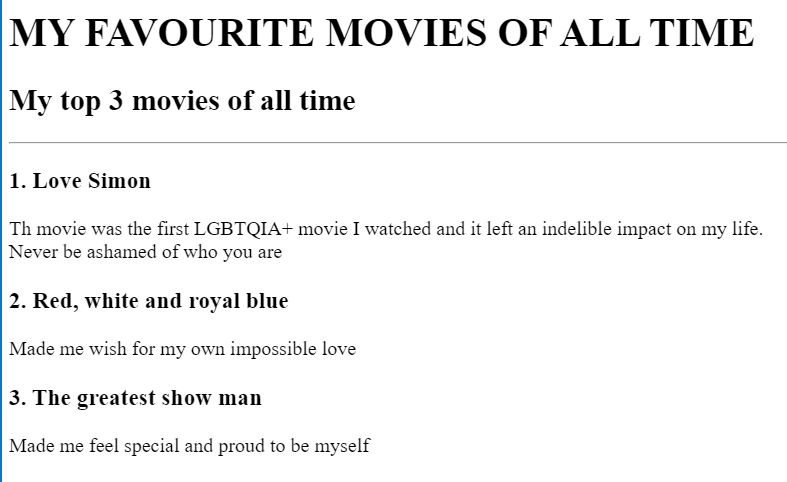 MY FAVOURITE MOVIES OF ALL TIME
My top 3 movies of all time
1. Love Simon
Th movie was the first LGBTQIA+ movie I watched and it left an indelible impact on my life.
Never be ashamed of who you are
2. Red, white and royal blue
Made me wish for my own impossible love
3. The greatest show man
Made me feel special and proud to be myself